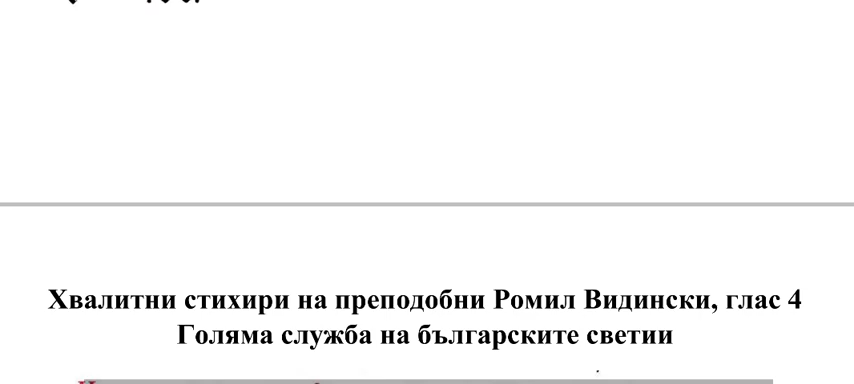 Хвалитни стихири на преподобни Ромил Видински, глас 4
Голяма служба на българските светии